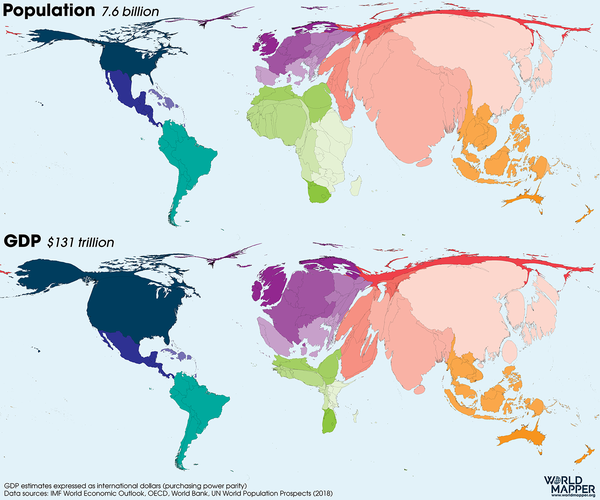 Population 7.6 billion
GDP $131 trillion
GDP estimates expressed as international dollars (purchasing power parity)
Data sources: IMF World Economic Outlook, OECD, World Bank, UN World Population Prospects (2018)
WORLD
MAPPER
www.worldmapper.org